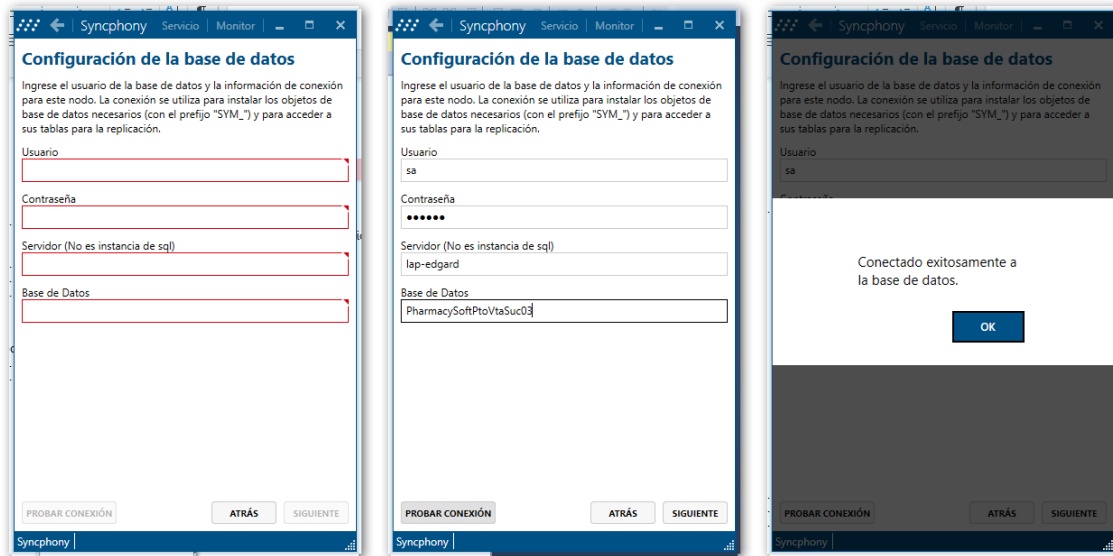 Syncphony Servicio Monitor
Configuración de la base de datos
Ingrese el usuario de la base de datos y la información de conexión
para este nodo. La conexión se utiliza para instalar los objetos de
base de datos necesarios (con el prefijo "SYM_") y para acceder a
sus tablas para la replicación.
Usuario
Contraseña
Servidor (No es instancia de sql)
Base de Datos
PROBAR CONEXIÓN ATRÁS SIGUIENTE
Syncphony
Syncphony Servicio Monitor
Configuración de la base de datos
Ingrese el usuario de la base de datos y la información de conexión
para este nodo. La conexión se utiliza para instalar los objetos de
base de datos necesarios (con el prefijo "SYM_") y para acceder a
sus tablas para la replicación.
Usuario
sa
Contraseña
••••••
Servidor (No es instancia de sql)
lap-edgard
Base de Datos
PharmacySoftPtoVtaSuc03
PROBAR CONEXIÓN ATRÁS SIGUIENTE
Syncphony
Syncphony Servicio Monitor
Configuración de la base de datos
Ingrese el usuario de la base de datos y la información de conexión
para este nodo. La conexión se utiliza para instalar los objetos de
base de datos necesarios (con el prefijo "SYM_") y para acceder a
sus tablas para la replicación.
Usuario
sa
Conectado exitosamente a
la base de datos.
OK
PROBAR CONEXIÓN ATRÁS SIGUIENTE
Syncphony